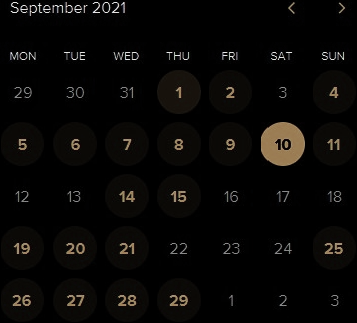 September 2021
MON TUE WED THU FRI SAT SUN
29 30 31 1 2 3 4
5 6 7 8 9 10 11
12 13 14 15 16 17 18
19 20 21 22 23 24 25
26 27 28 29 1 2 3